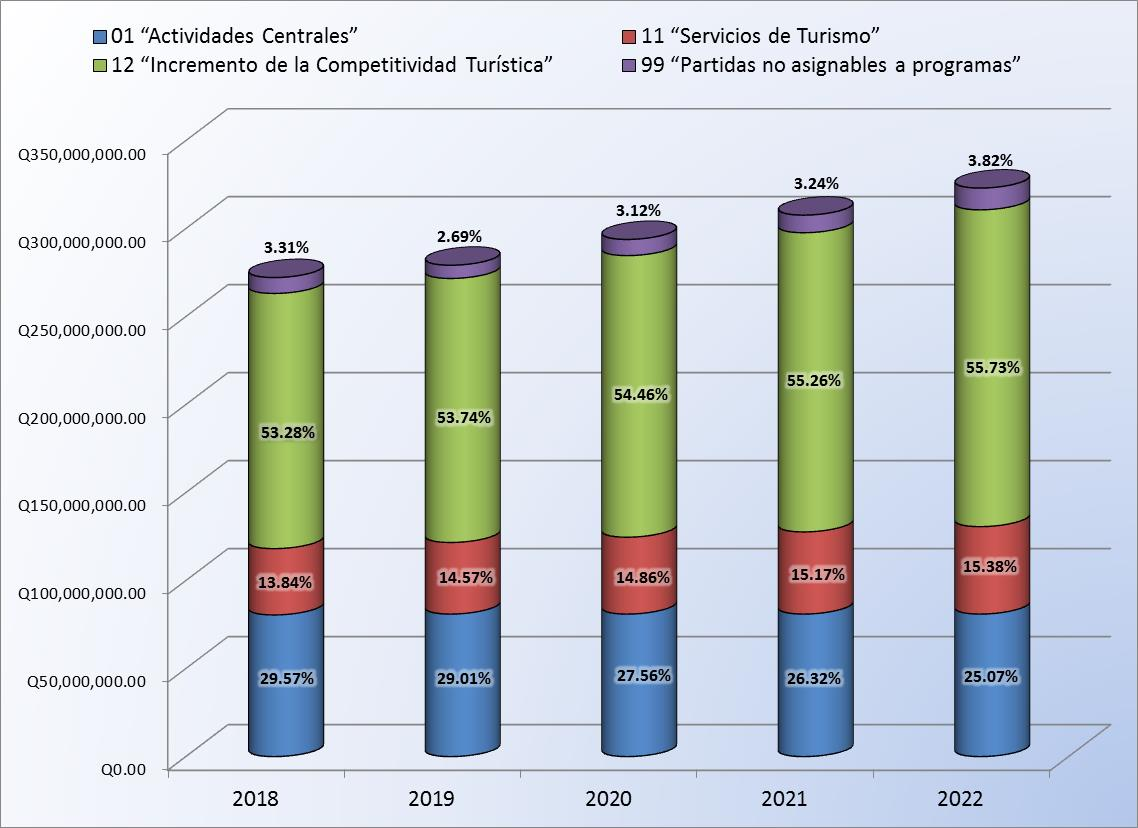 01 “Actividades Centrales” 11 “Servicios de Turismo”
12 “Incremento de la Competitividad Turística” 99 “Partidas no asignables a programas”
Q350,000,000.00
Q300,000,000.00
Q250,000,000.00
Q200,000,000.00
Q150,000,000.00
Q100,000,000.00
Q50,000,000.00
Q0.00
3.31%
53.28%
13.84%
29.57%
2.69%
53.74%
14.57%
29.01%
3.12%
54.46%
14.86%
27.56%
3.24%
55.26%
15.17%
26.32%
3.82%
55.73%
15.38%
25.07%
2018 2019 2020 2021 2022